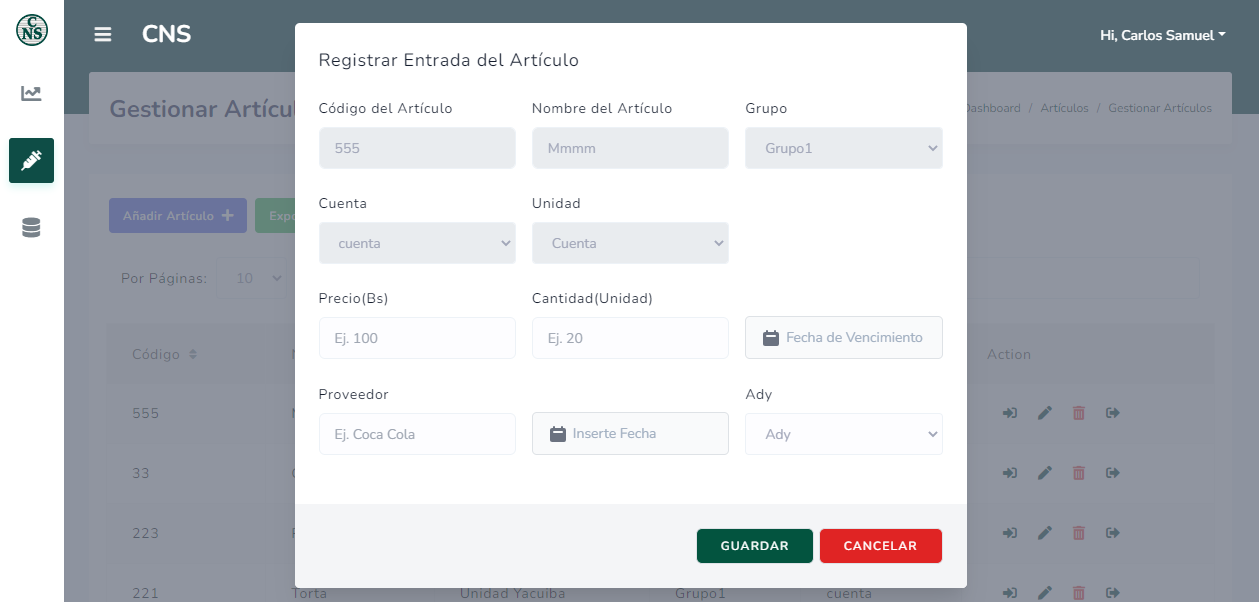 CNS
CNS
Hi, Carlos Samuel
Gestionar Artícu
Dashboard / Artículos / Gestionar Artículos
Añadir Artículo
Expo
Por Páginas: 10
Código
Action
555
33
223
221 Torta Unidad Yacuiba Grupo1 cuenta
Registrar Entrada del Artículo
Código del Artículo Nombre del Artículo Grupo
555 Mmmm Grupo1
Cuenta Unidad
cuenta Cuenta
Precio(Bs) Cantidad(Unidad)
Ej. 100 Ej. 20 Fecha de Vencimiento
Proveedor Ady
Ej. Coca Cola Inserte Fecha Ady
GUARDAR CANCELAR